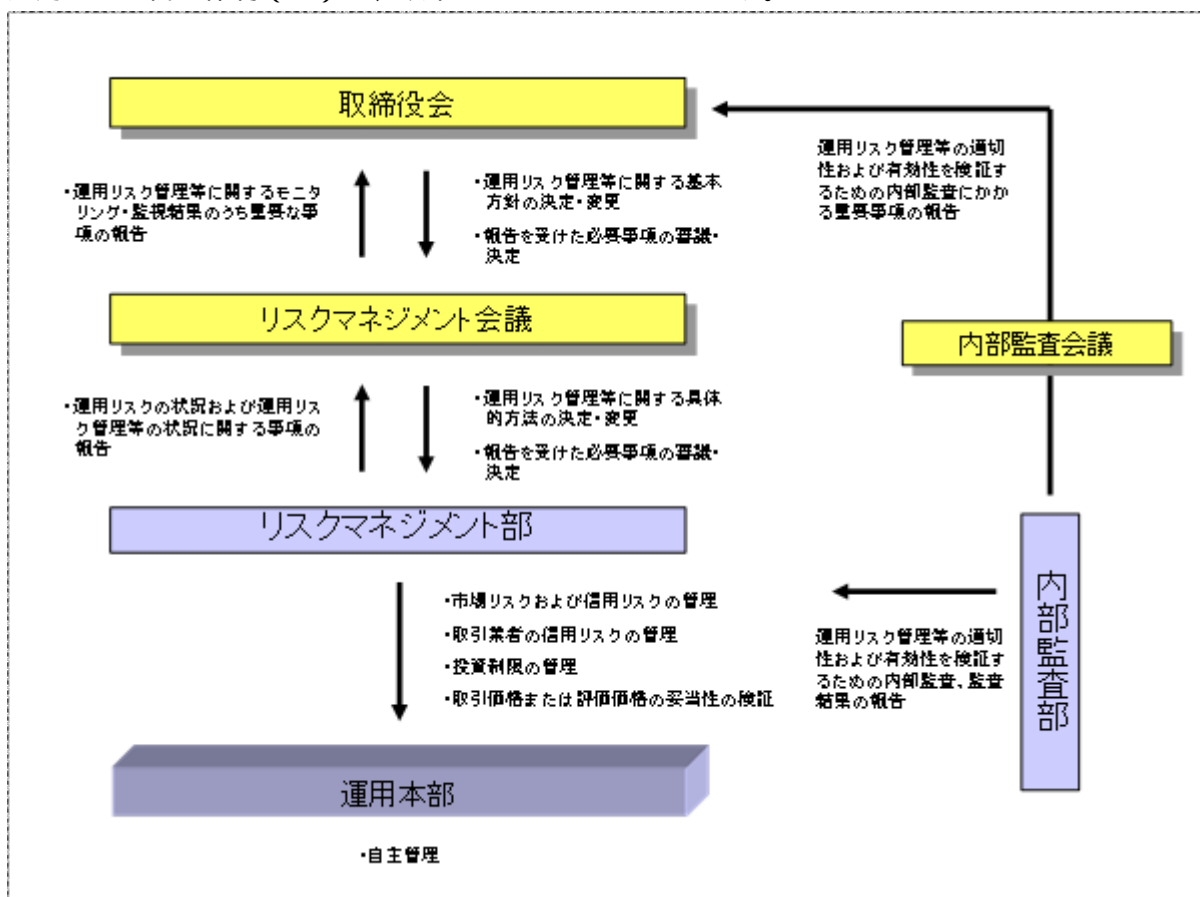 取締役会
・運用リスク管理等に関するモニタ
リング・監視結果のうち重要な事
項の報告
・運用リスク管理等に関する基本
方針の決定・変更
・報告を受けた必要事項の審議・
決定
運用リスク管理等の適切
性および有効性を検証す
るための内部監査にかか
る重要事項の報告
リスクマネジメント会議
内部監査会議
・運用リスクの状況および運用リス
ク管理等の状況に関する事項の
報告
・運用リスク管理等に関する具体
的方法の決定・変更
・報告を受けた必要事項の審議・
決定
リスクマネジメント部
内部監査部
・市場リスクおよび信用リスクの管理
・取引業者の信用リスクの管理
・投資制限の管理
・取引価格または評価価格の妥当性の検証
運用リスク管理等の適切
性および有効性を検証す
るための内部監査、監査
結果の報告
運用本部
・自主管理